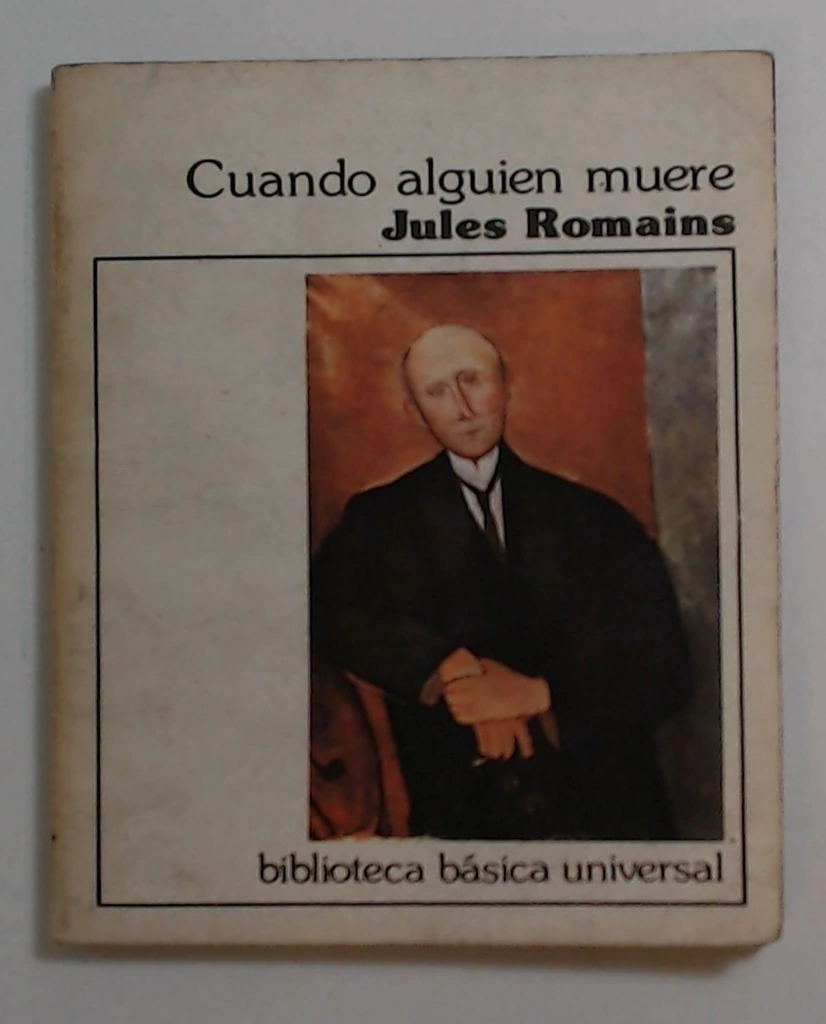 Cuando alguien muere
Jules Romains
biblioteca básica universal